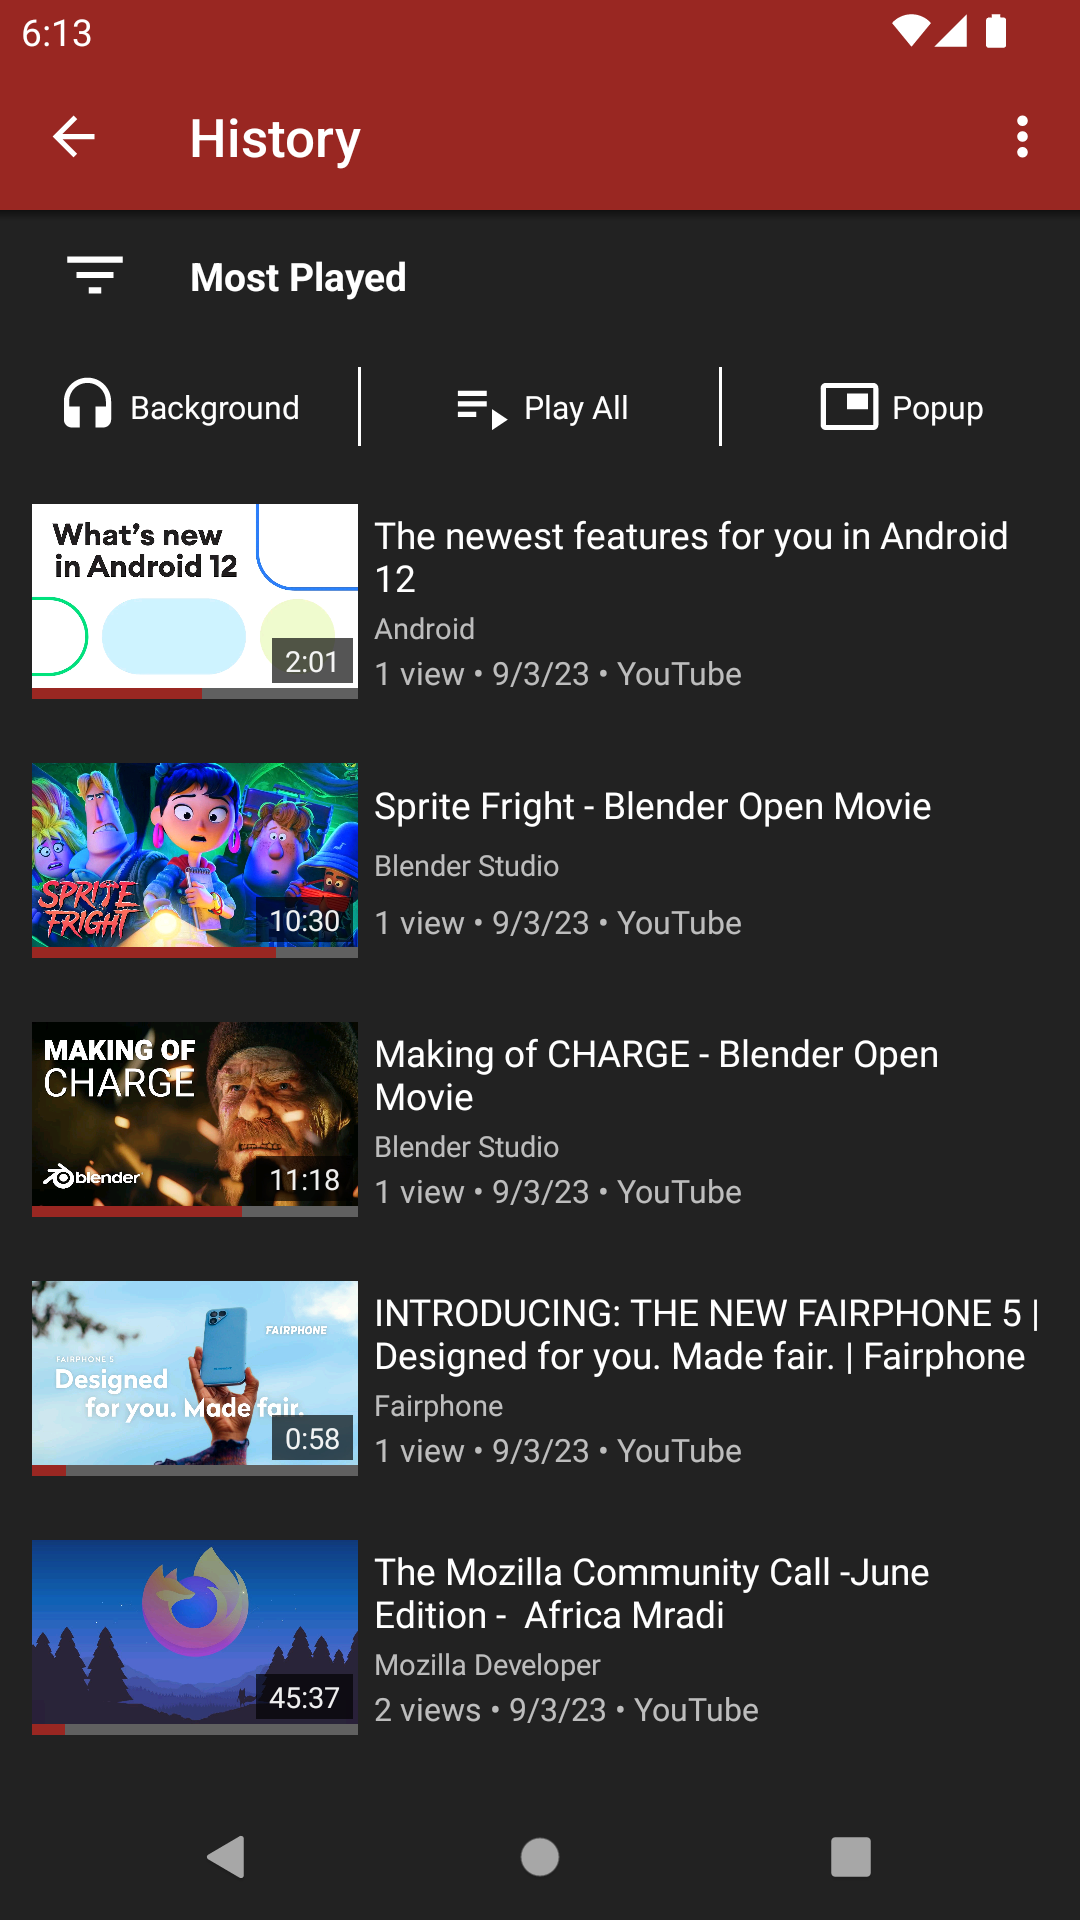 6:13
History
Most Played
Background
Play All
Popup
What's new
in Android 12
2:01
The newest features for you in Android
12
Android
1 view • 9/3/23 • YouTube
SPRITE
FRIGHT
10:30
Sprite Fright - Blender Open Movie
Blender Studio
1 view • 9/3/23 • YouTube
MAKING OF
CHARGE
blender
11:18
Making of CHARGE - Blender Open
Movie
Blender Studio
1 view • 9/3/23 • YouTube
FAIRPHONE
FAIRPHONE 5
Designed
for you. Made fair.
0:58
INTRODUCING: THE NEW FAIRPHONE 5 |
Designed for you. Made fair. | Fairphone
Fairphone
1 view • 9/3/23 • YouTube
45:37
The Mozilla Community Call -June
Edition -  Africa Mradi
Mozilla Developer
2 views • 9/3/23 • YouTube